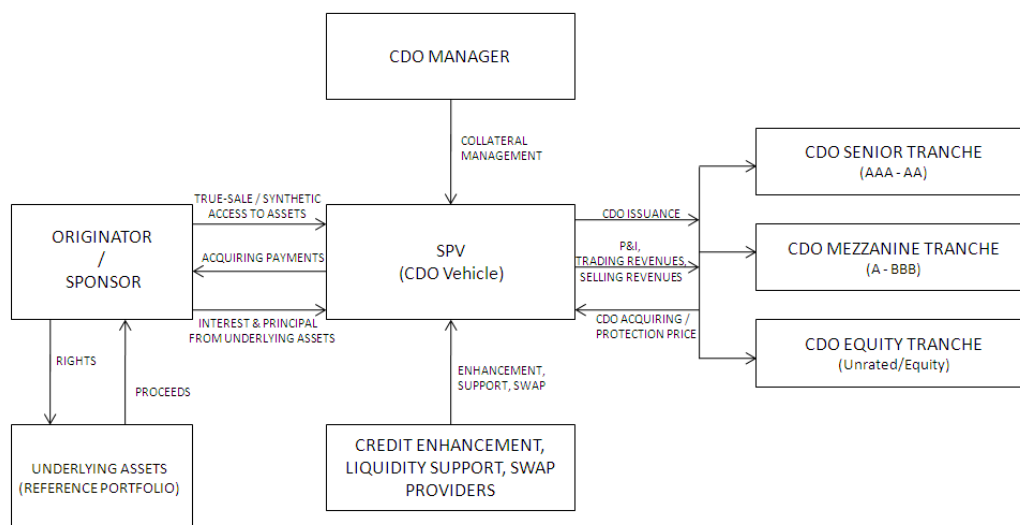 CDO MANAGER
COLLATERAL
MANAGEMENT
CDO SENIOR TRANCHE
(AAA - AA)
TRUE-SALE / SYNTHETIC
ACCESS TO ASSETS
ORIGINATOR
/
SPONSOR
ACQUIRING PAYMENTS
INTEREST & PRINCIPAL
FROM UNDERLYING ASSETS
SPV
(CDO Vehicle)
CDO ISSUANCE
P&I,
TRADING REVENUES,
SELLING REVENUES
CDO ACQUIRING /
PROTECTION PRICE
CDO MEZZANINE TRANCHE
(A - BBB)
CDO EQUITY TRANCHE
(Unrated/Equity)
RIGHTS
PROCEEDS
ENHANCEMENT,
SUPPORT, SWAP
UNDERLYING ASSETS
(REFERENCE PORTFOLIO)
CREDIT ENHANCEMENT,
LIQUIDITY SUPPORT, SWAP
PROVIDERS